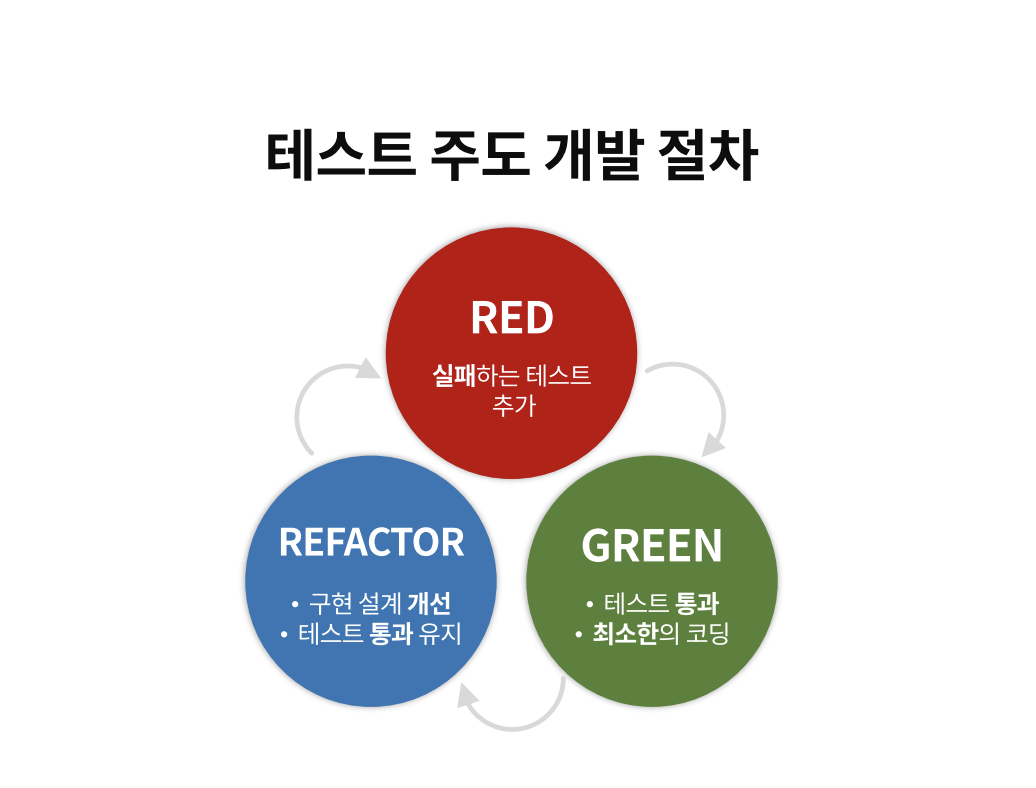 테스트 주도 개발 절차
RED
실패하는 테스트
추가
REFACTOR
• 구현 설계 개선
• 테스트 통과 유지
GREEN
• 테스트 통과
• 최소한의 코딩